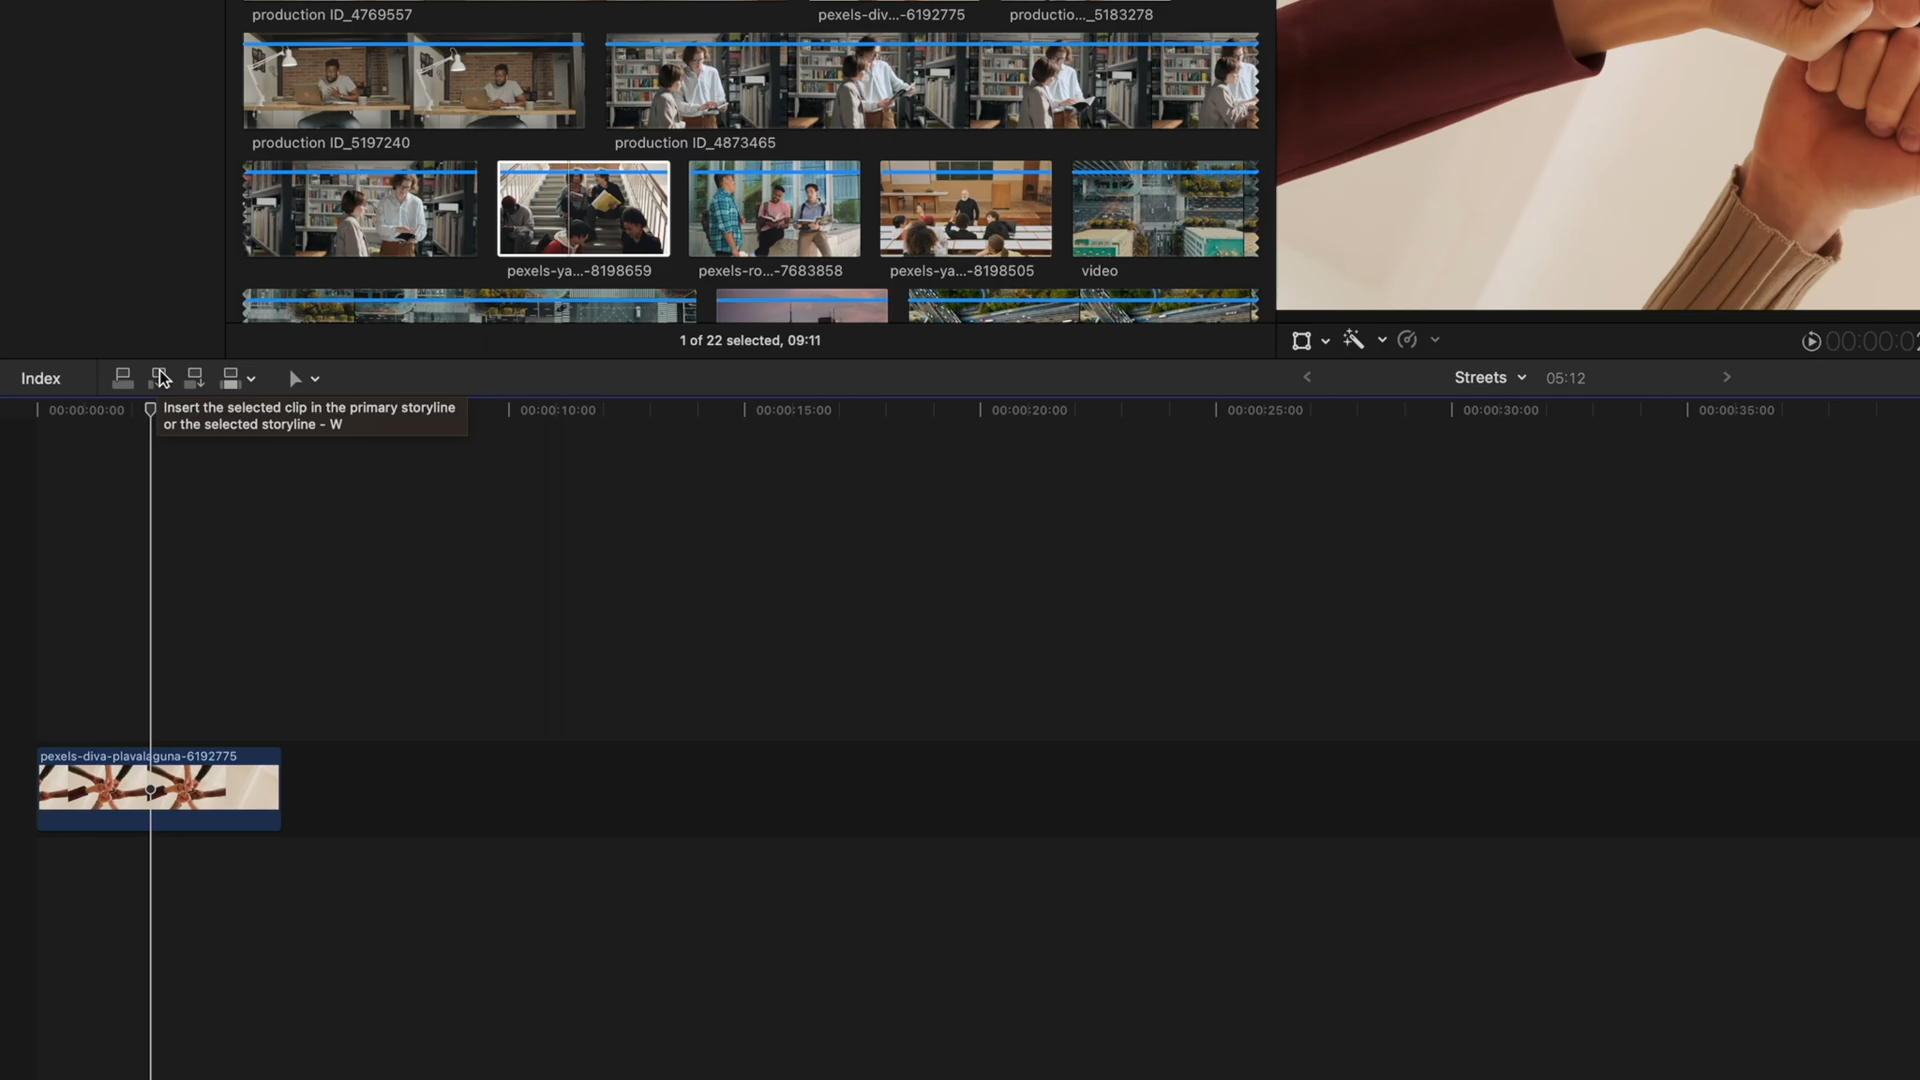 production ID_4769557
pexels-div...-6192775
productio..._5183278
production ID_5197240
production ID_4873465
pexels-ya...-8198659
pexels-ro...-7683858
pexels-ya...-8198505
video
1 of 22 selected, 09:11
Index
Streets
05:12
00:00:00:00
00:00:10:00
00:00:15:00
00:00:20:00
00:00:25:00
00:00:30:00
00:00:35:00
Insert the selected clip in the primary storyline
or the selected storyline - W
pexels-diva-plavalaguna-6192775